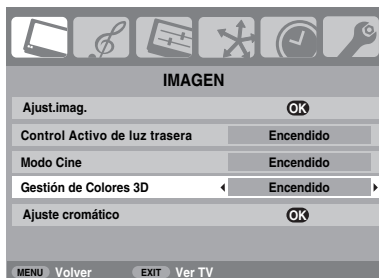 IMAGEN
Ajust.imag. OK
Control Activo de luz trasera Encendido
Modo Cine Encendido
Gestión de Colores 3D Encendido
Ajuste cromático OK
MENU Volver EXIT Ver TV